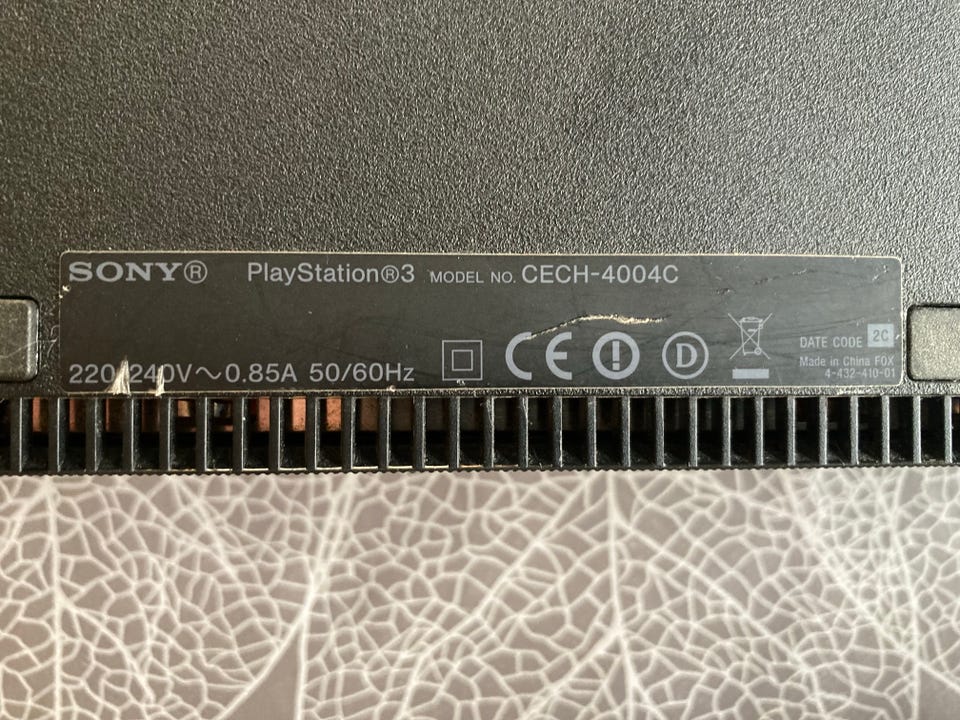 SONY® PlayStation®3 MODEL NO. CECH-4004C
220/240V～0.85A 50/60Hz
CE
D
DATE CODE 2C
Made in China FOX
4-432-410-01